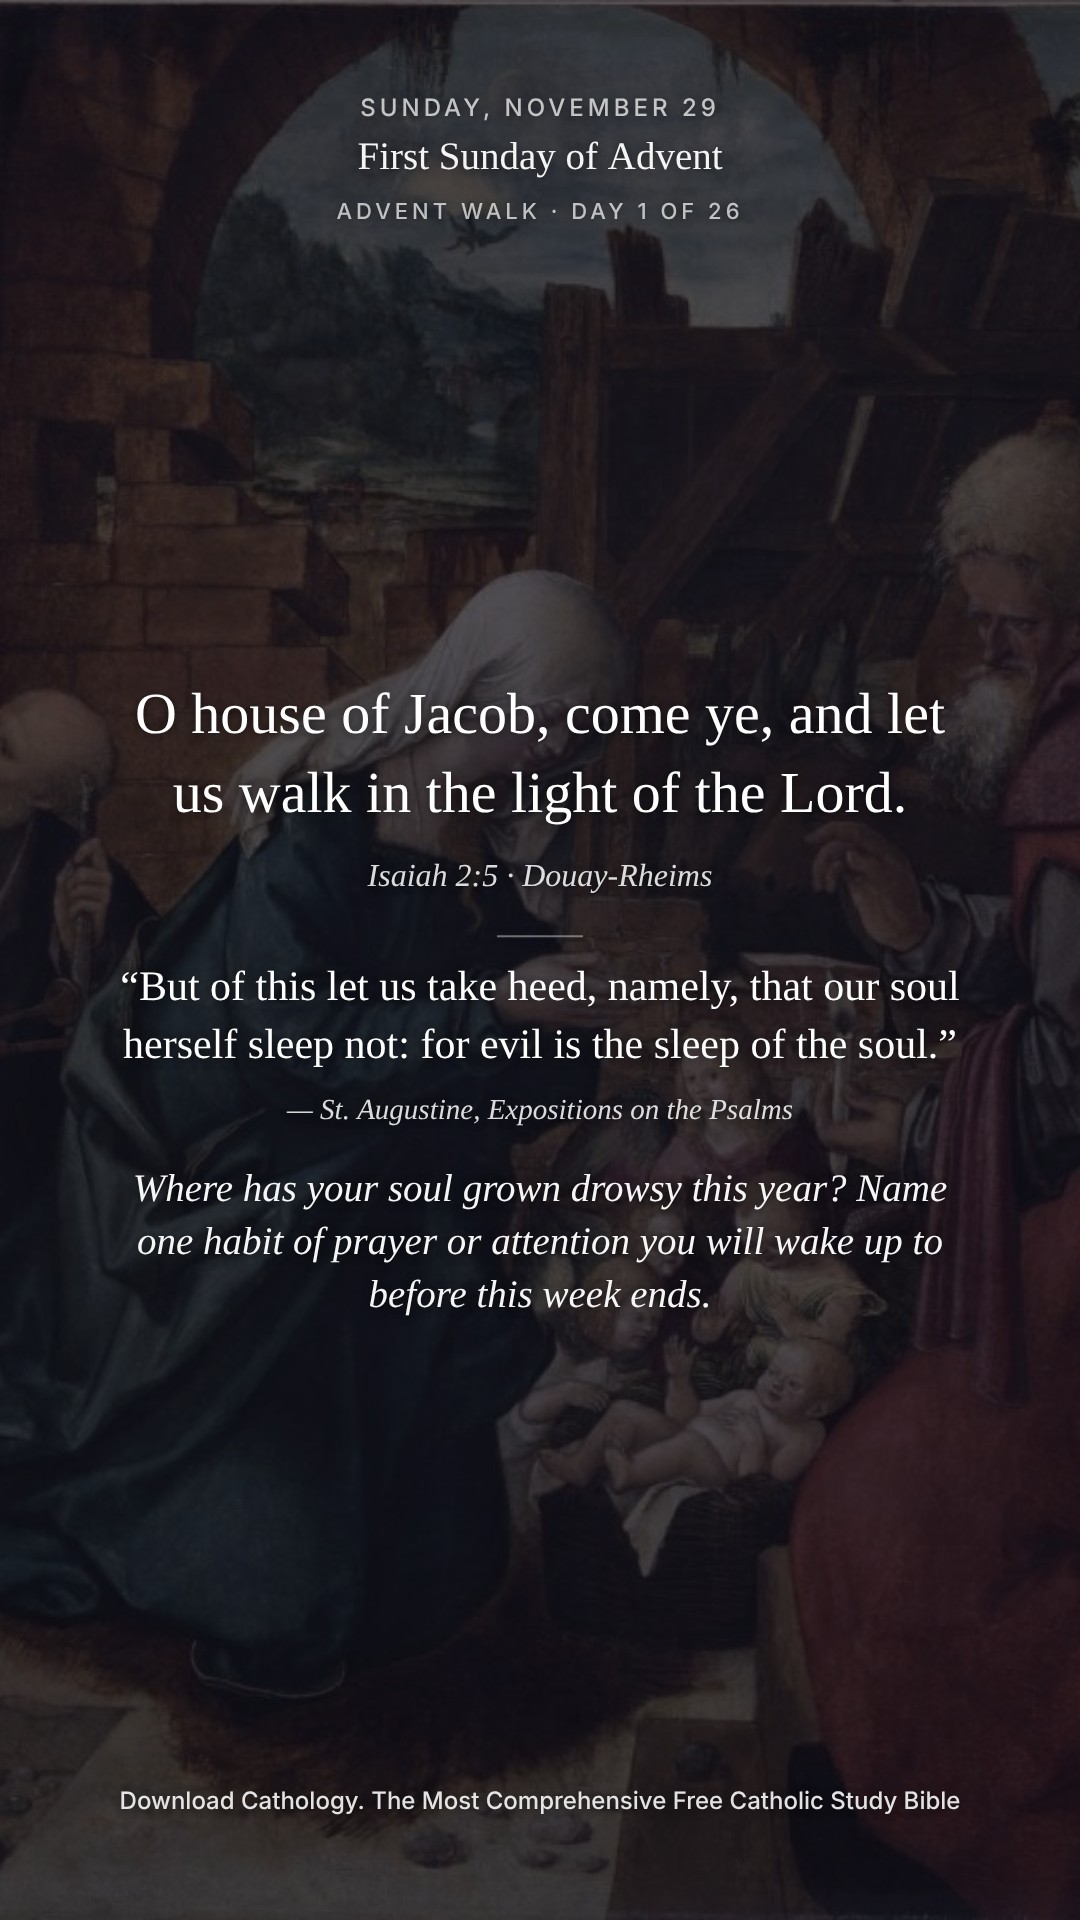 SUNDAY, NOVEMBER 29
First Sunday of Advent
ADVENT WALK · DAY 1 OF 26
O house of Jacob, come ye, and let
us walk in the light of the Lord.
Isaiah 2:5 · Douay-Rheims
“But of this let us take heed, namely, that our soul
herself sleep not: for evil is the sleep of the soul.”
— St. Augustine, Expositions on the Psalms
Where has your soul grown drowsy this year? Name
one habit of prayer or attention you will wake up to
before this week ends.
Download Cathology. The Most Comprehensive Free Catholic Study Bible